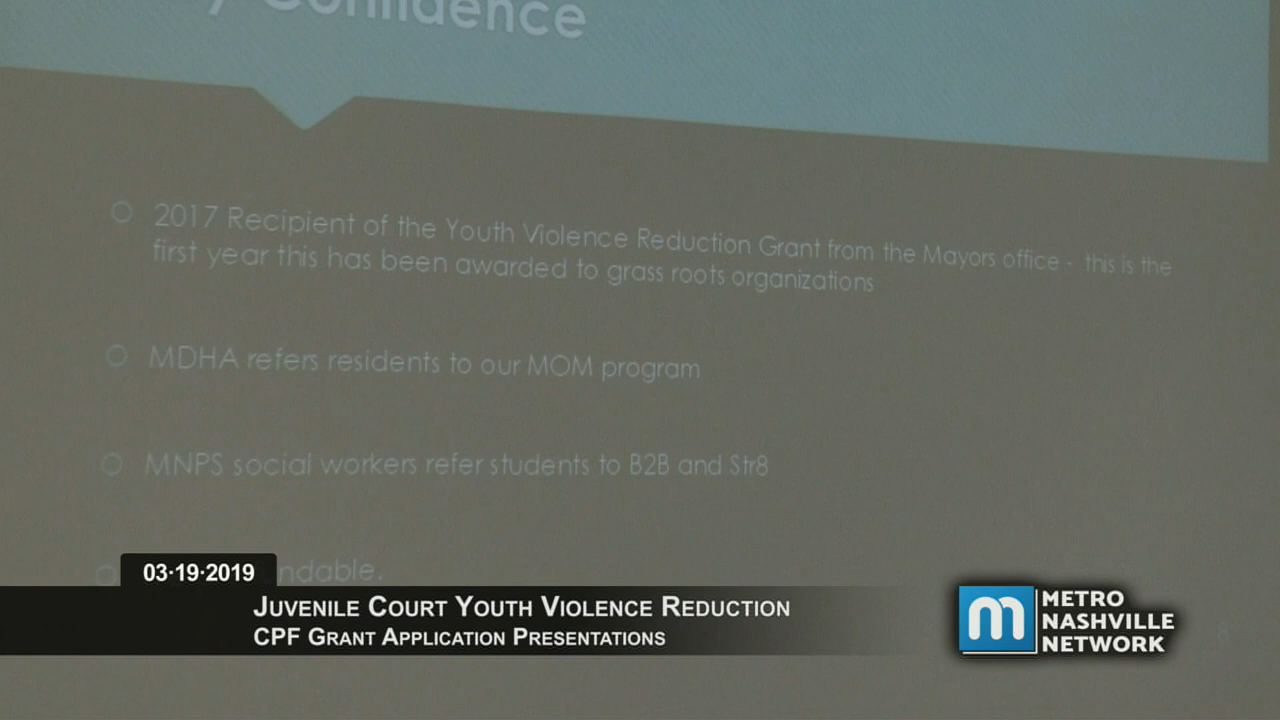 Confidence
2017 Recipient of the Youth Violence Reduction Grant from the Mayors office - this is the
first year this has been awarded to grass roots organizations
MDHA refers residents to our MOM program
MNPS social workers refer students to B2B and Str8
03·19·2019
JUVENILE COURT YOUTH VIOLENCE REDUCTION
CPF GRANT APPLICATION PRESENTATIONS
METRO
NASHVILLE
NETWORK